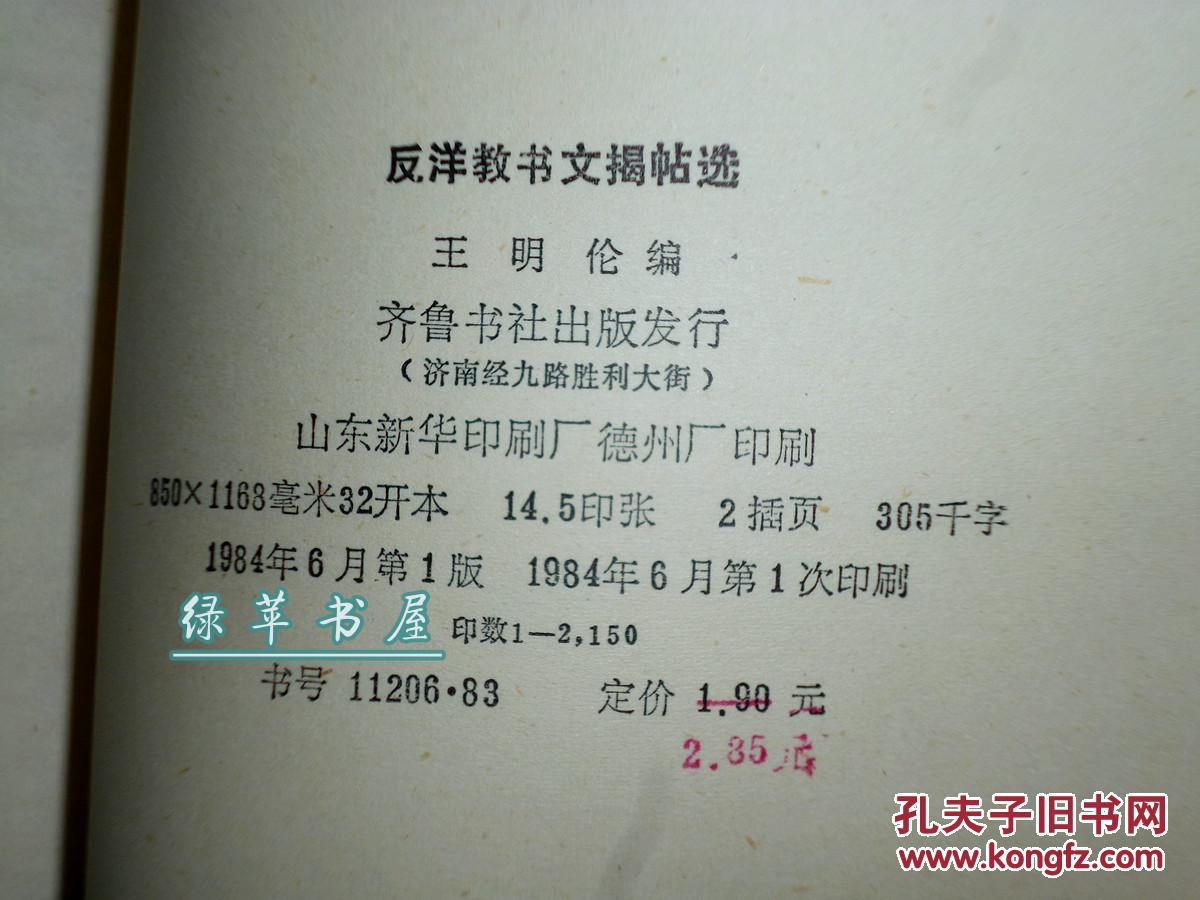 反洋教书文揭帖选
王明伦编
齐鲁书社出版发行
（济南经九路胜利大街）
山东新华印刷厂德州厂印刷
850×1168毫米32开本 14.5印张 2插页 305千字
1984年6月第1版 1984年6月第1次印刷
绿苹书屋
印数1—2,150
书号 11206·83 定价 1.90 元
2.85元
孔夫子旧书网
www.kongfz.com